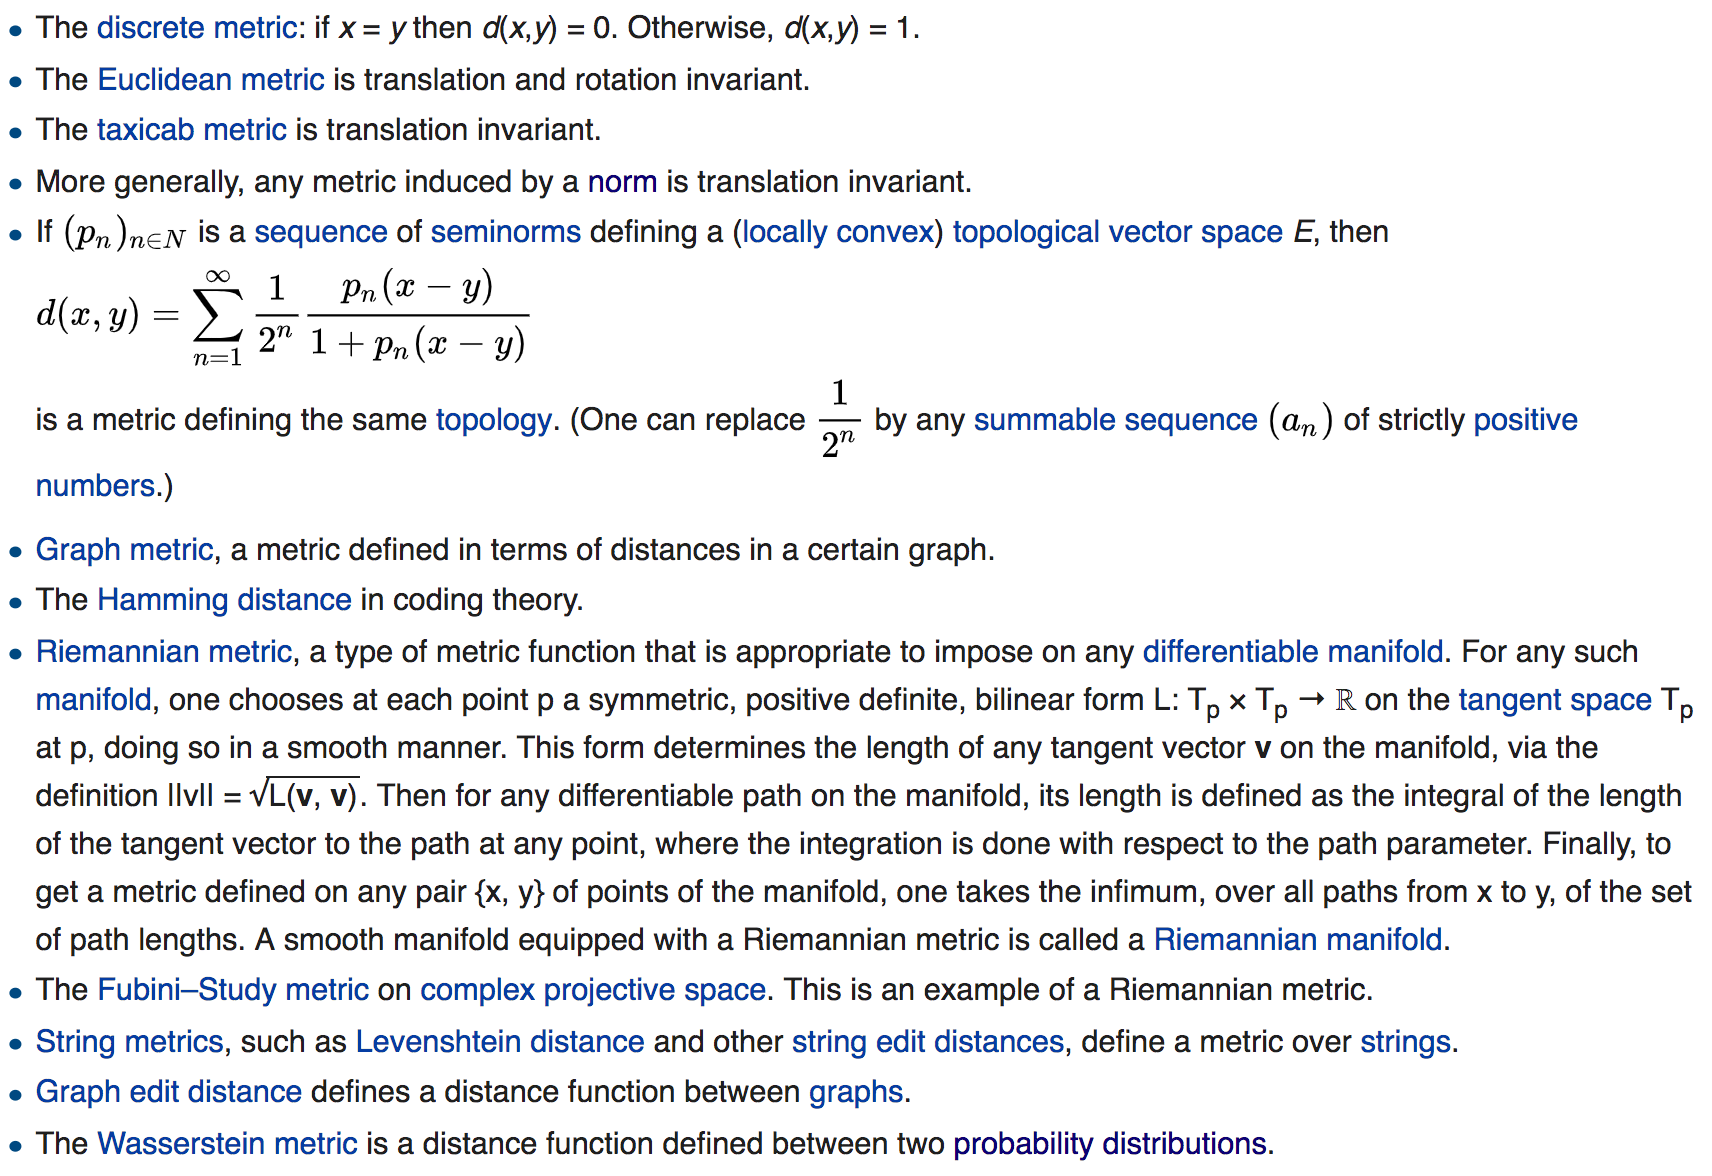 • The discrete metric: if x = y then d(x,y) = 0. Otherwise, d(x,y) = 1.
• The Euclidean metric is translation and rotation invariant.
• The taxicab metric is translation invariant.
• More generally, any metric induced by a norm is translation invariant.
• If (pₙ)ₙ∈N is a sequence of seminorms defining a (locally convex) topological vector space E, then
d(x, y) = ∑_{n=1}^{∞} \frac{1}{2^n} \frac{p_n(x − y)}{1 + p_n(x − y)}
is a metric defining the same topology. (One can replace \frac{1}{2^n} by any summable sequence (aₙ) of strictly positive
numbers.)
• Graph metric, a metric defined in terms of distances in a certain graph.
• The Hamming distance in coding theory.
• Riemannian metric, a type of metric function that is appropriate to impose on any differentiable manifold. For any such
manifold, one chooses at each point p a symmetric, positive definite, bilinear form L: Tₚ × Tₚ → ℝ on the tangent space Tₚ
at p, doing so in a smooth manner. This form determines the length of any tangent vector v on the manifold, via the
definition ||v|| = √L(v, v). Then for any differentiable path on the manifold, its length is defined as the integral of the length
of the tangent vector to the path at any point, where the integration is done with respect to the path parameter. Finally, to
get a metric defined on any pair {x, y} of points of the manifold, one takes the infimum, over all paths from x to y, of the set
of path lengths. A smooth manifold equipped with a Riemannian metric is called a Riemannian manifold.
• The Fubini–Study metric on complex projective space. This is an example of a Riemannian metric.
• String metrics, such as Levenshtein distance and other string edit distances, define a metric over strings.
• Graph edit distance defines a distance function between graphs.
• The Wasserstein metric is a distance function defined between two probability distributions.